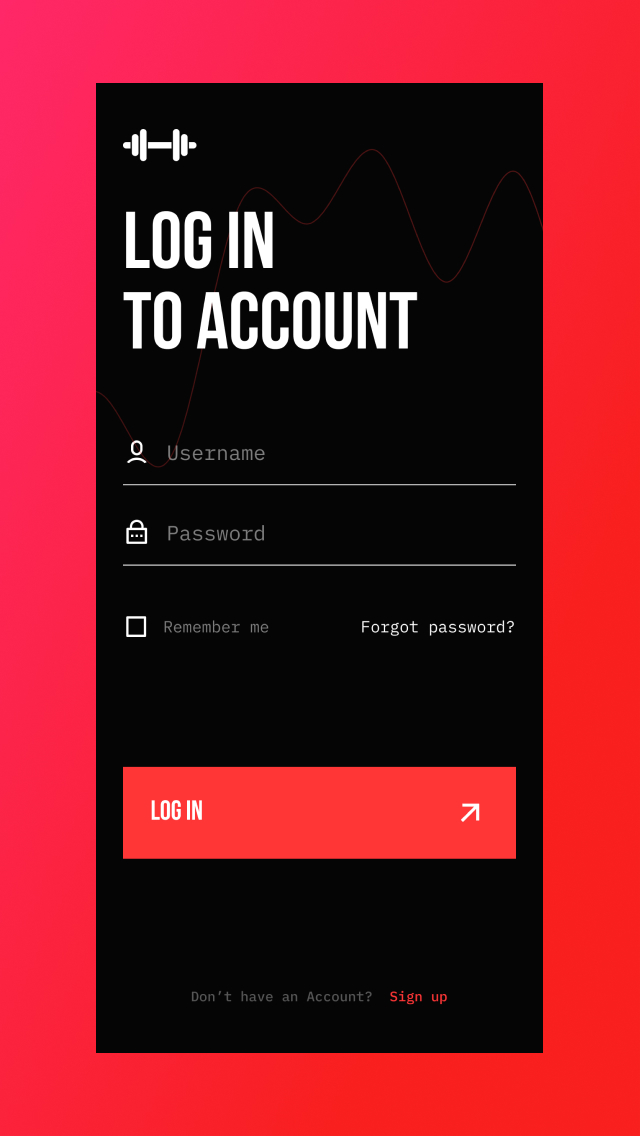 LOG IN
TO ACCOUNT
Username
Password
Remember me
Forgot password?
LOG IN
Don’t have an Account? Sign up